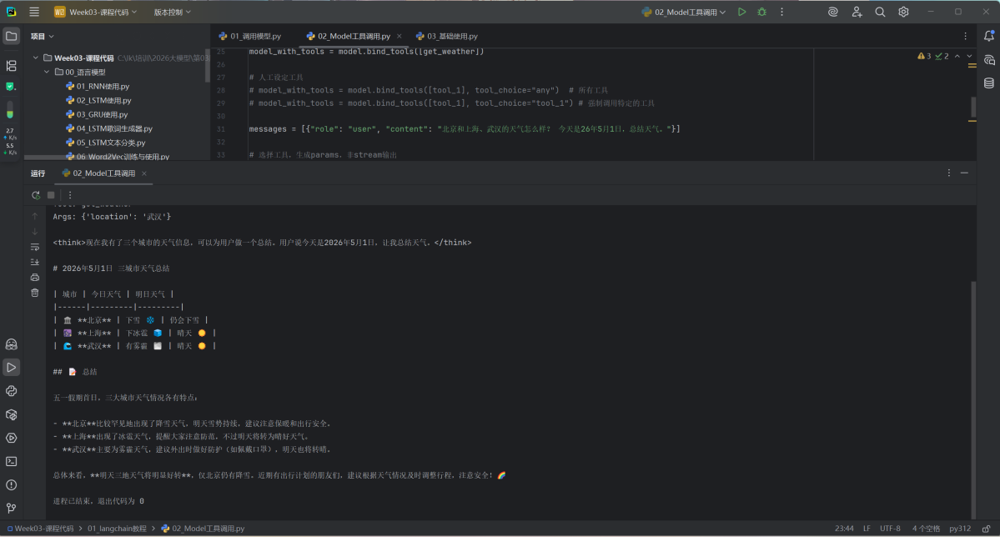 Week03-课程代码
版本控制
02_Model工具调用
项目
01_调用模型.py
02_Model工具调用.py
03_基础使用.py
Week03-课程代码
00_语言模型
01_RNN使用.py
02_LSTM使用.py
03_GRU使用.py
04_LSTM歌词生成器.py
05_LSTM文本分类.py
06_Word2Vec训练与使用.py
2.7
K/s
5.5
K/s
3 2
25 model_with_tools = model.bind_tools([get_weather])
26
27 # 人工设定工具
28 # model_with_tools = model.bind_tools([tool_1], tool_choice="any") # 所有工具
29 # model_with_tools = model.bind_tools([tool_1], tool_choice="tool_1") # 强制调用特定的工具
30
31 messages = [{"role": "user", "content": "北京和上海、武汉的天气怎么样? 今天是26年5月1日，总结天气。"}]
32
33 # 选择工具，生成params，非stream输出
运行
02_Model工具调用
Args: {'location': '武汉'}
<think>现在我有了三个城市的天气信息，可以为用户做一个总结。用户说今天是2026年5月1日，让我总结天气。</think>
# 2026年5月1日 三城市天气总结
| 城市 | 今日天气 | 明日天气 |
|------|---------|---------|
| 🏛 **北京** | 下雪 ❄ | 仍会下雪 |
| 🌆 **上海** | 下冰雹 🧊 | 晴天 ☀ |
| 🌊 **武汉** | 有雾霾 🌫 | 晴天 ☀ |
## 📝 总结
五一假期首日，三大城市天气情况各有特点：
- **北京**比较罕见地出现了降雪天气，明天雪势持续，建议注意保暖和出行安全。
- **上海**出现了冰雹天气，提醒大家注意防范，不过明天将转为晴好天气。
- **武汉**主要为雾霾天气，建议外出时做好防护（如佩戴口罩），明天也将转晴。
总体来看，**明天三地天气将明显好转**，仅北京仍有降雪。近期有出行计划的朋友们，建议根据天气情况及时调整行程，注意安全！🌈
进程已结束，退出代码为 0
Week03-课程代码 > 01_langchain教程 > 02_Model工具调用.py
23:44 LF UTF-8 4 个空格 py312